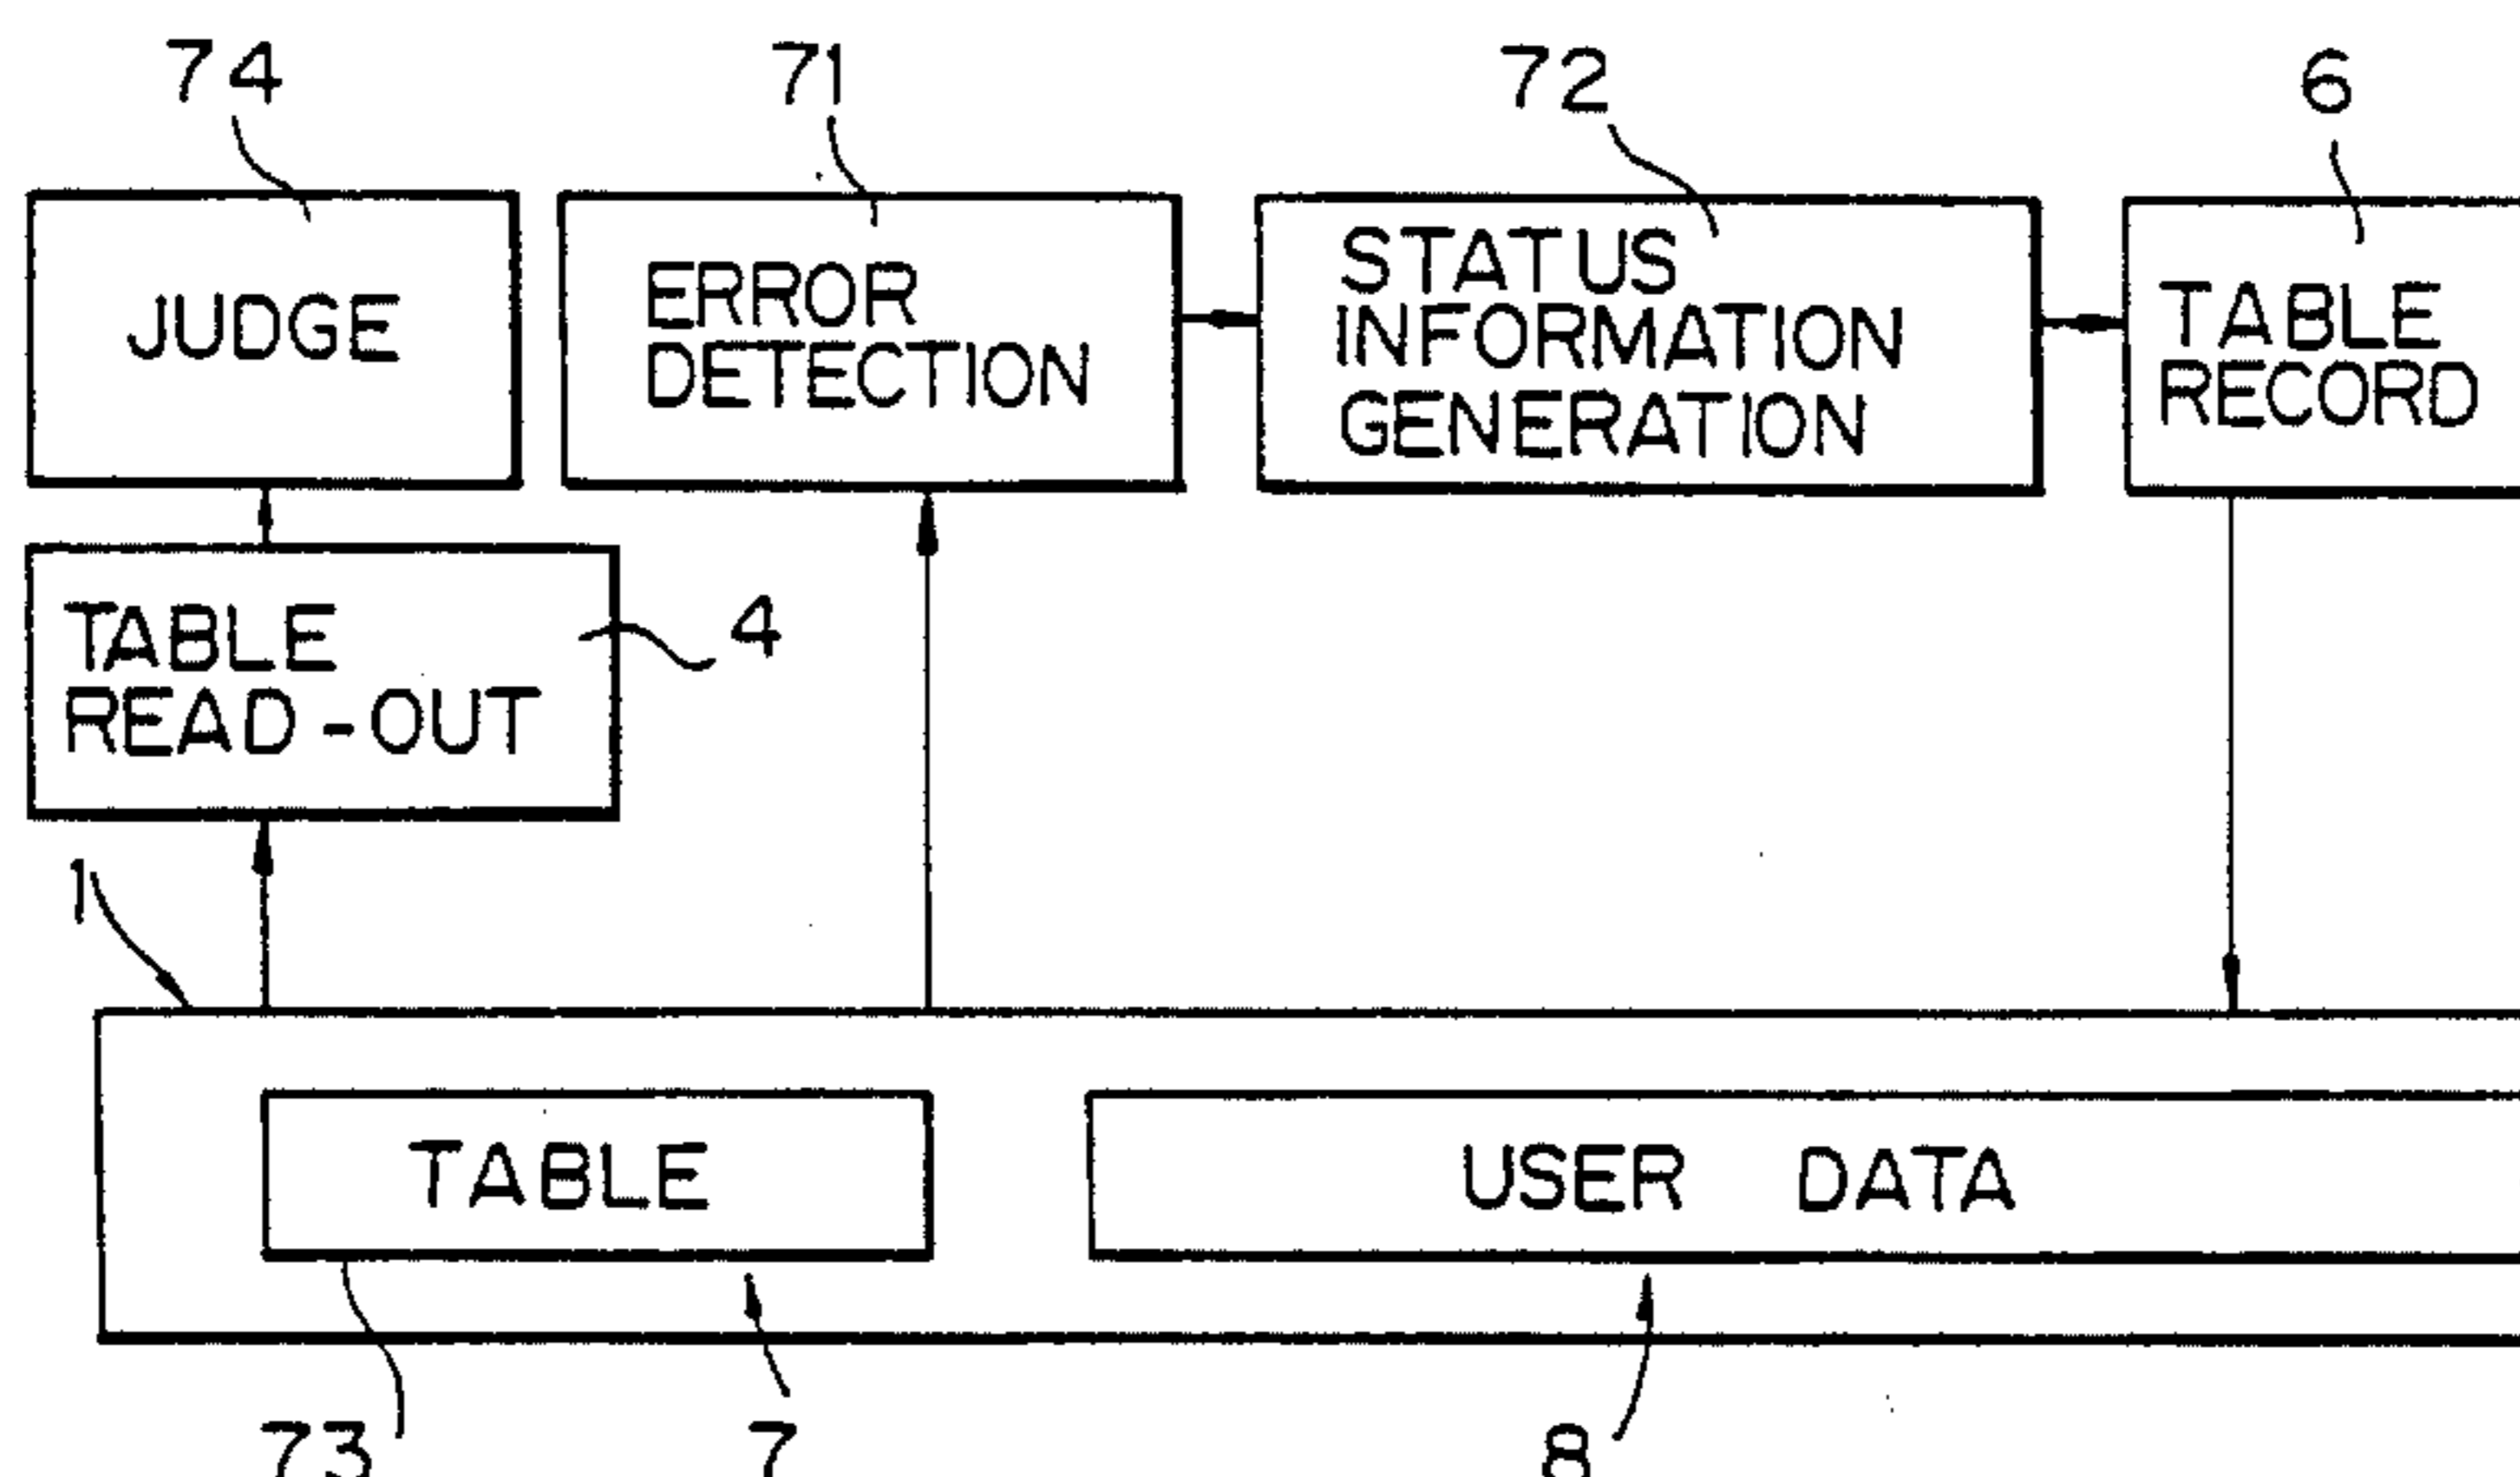 74
71
72
6
JUDGE
ERROR
DETECTION
STATUS
INFORMATION
GENERATION
TABLE
RECORD
TABLE
READ-OUT
4
1
TABLE
USER DATA
73
7
8